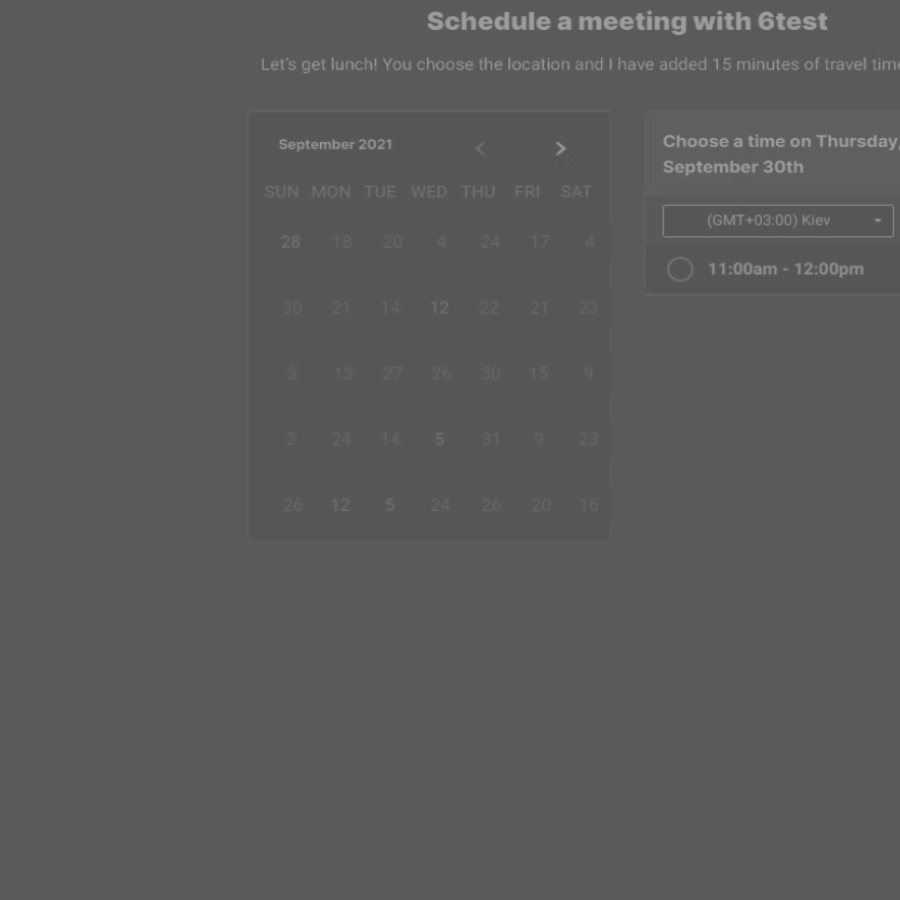 Schedule a meeting with 6test
Let's get lunch! You choose the location and I have added 15 minutes of travel time
September 2021 < >
SUN MON TUE WED THU FRI SAT
28 18 20 4 24 17 4
30 21 14 12 22 21 23
3 13 27 26 30 15 9
2 24 14 5 31 9 23
26 12 5 24 26 20 16
Choose a time on Thursday,
September 30th
(GMT+03:00) Kiev
11:00am - 12:00pm